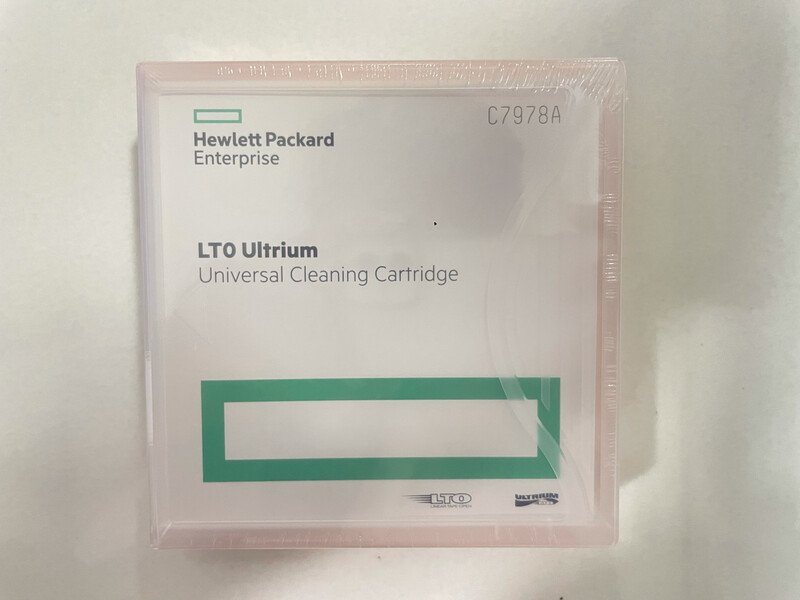 C7978A
Hewlett Packard
Enterprise
LTO Ultrium
Universal Cleaning Cartridge
LTO
ULTRIUM